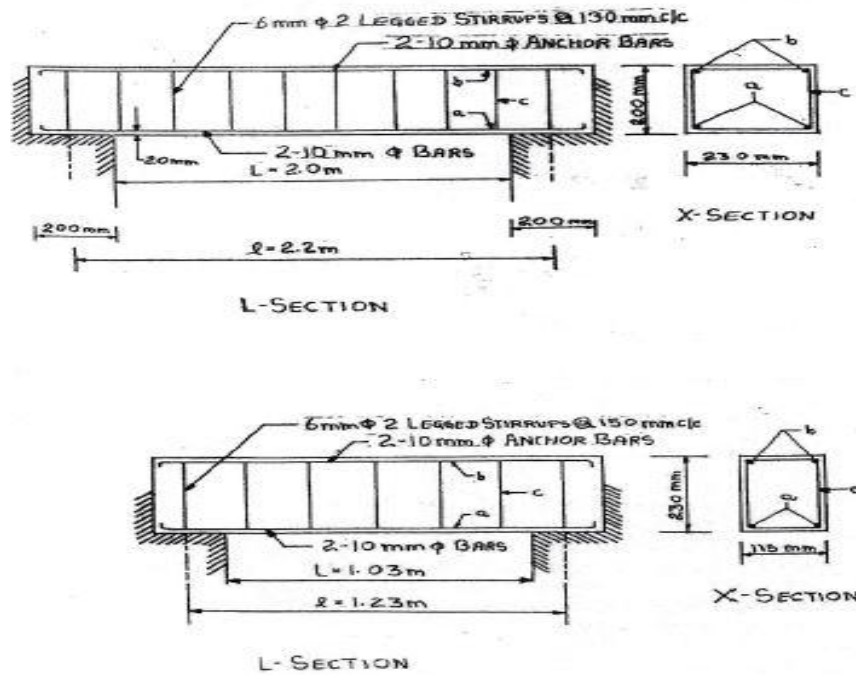 6mm ϕ 2 LEGGED STIRRUPS @ 130 mm c/c
2-10 mm ϕ ANCHOR BARS
b
a
c
20mm
2-10 mm ϕ BARS
L=2.0m
200 mm
200 mm
l=2.2m
L-SECTION
b
a
c
200 mm
230 mm
X-SECTION
6mm ϕ 2 LEGGED STIRRUPS @ 150 mm c/c
2-10 mm ϕ ANCHOR BARS
b
c
a
2-10 mm ϕ BARS
L=1.03m
l=1.23m
L-SECTION
b
a
230 mm
115 mm
X-SECTION